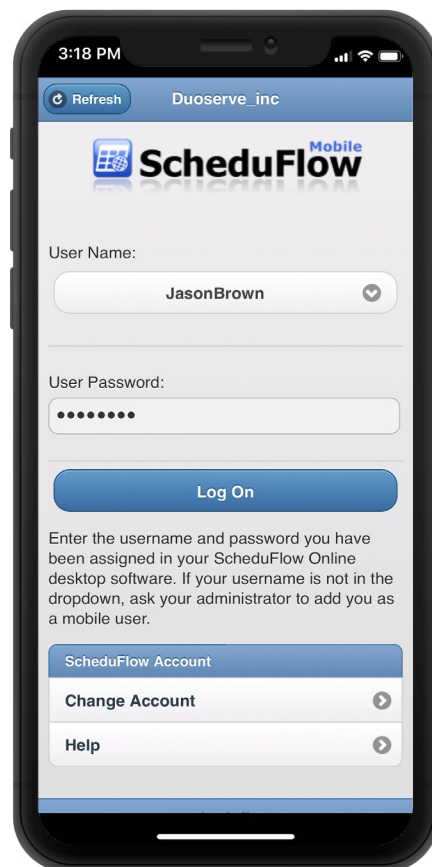 3:18 PM
Refresh
Duoserve_inc
Mobile
ScheduFlow
User Name:
JasonBrown
User Password:
••••••••
Log On
Enter the username and password you have
been assigned in your ScheduFlow Online
desktop software. If your username is not in the
dropdown, ask your administrator to add you as
a mobile user.
ScheduFlow Account
Change Account
Help